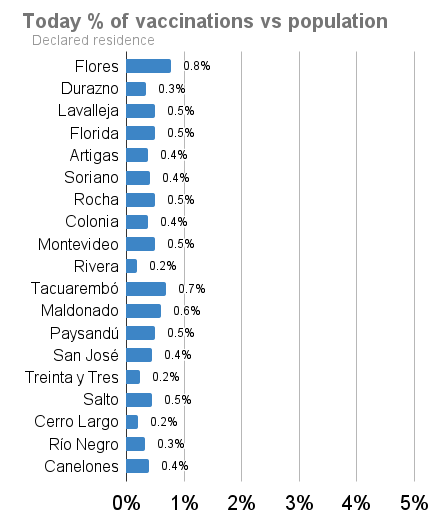 Today % of vaccinations vs population
Declared residence
Flores 0.8%
Durazno 0.3%
Lavalleja 0.5%
Florida 0.5%
Artigas 0.4%
Soriano 0.4%
Rocha 0.5%
Colonia 0.4%
Montevideo 0.5%
Rivera 0.2%
Tacuarembó 0.7%
Maldonado 0.6%
Paysandú 0.5%
San José 0.4%
Treinta y Tres 0.2%
Salto 0.5%
Cerro Largo 0.2%
Río Negro 0.3%
Canelones 0.4%
0% 1% 2% 3% 4% 5%